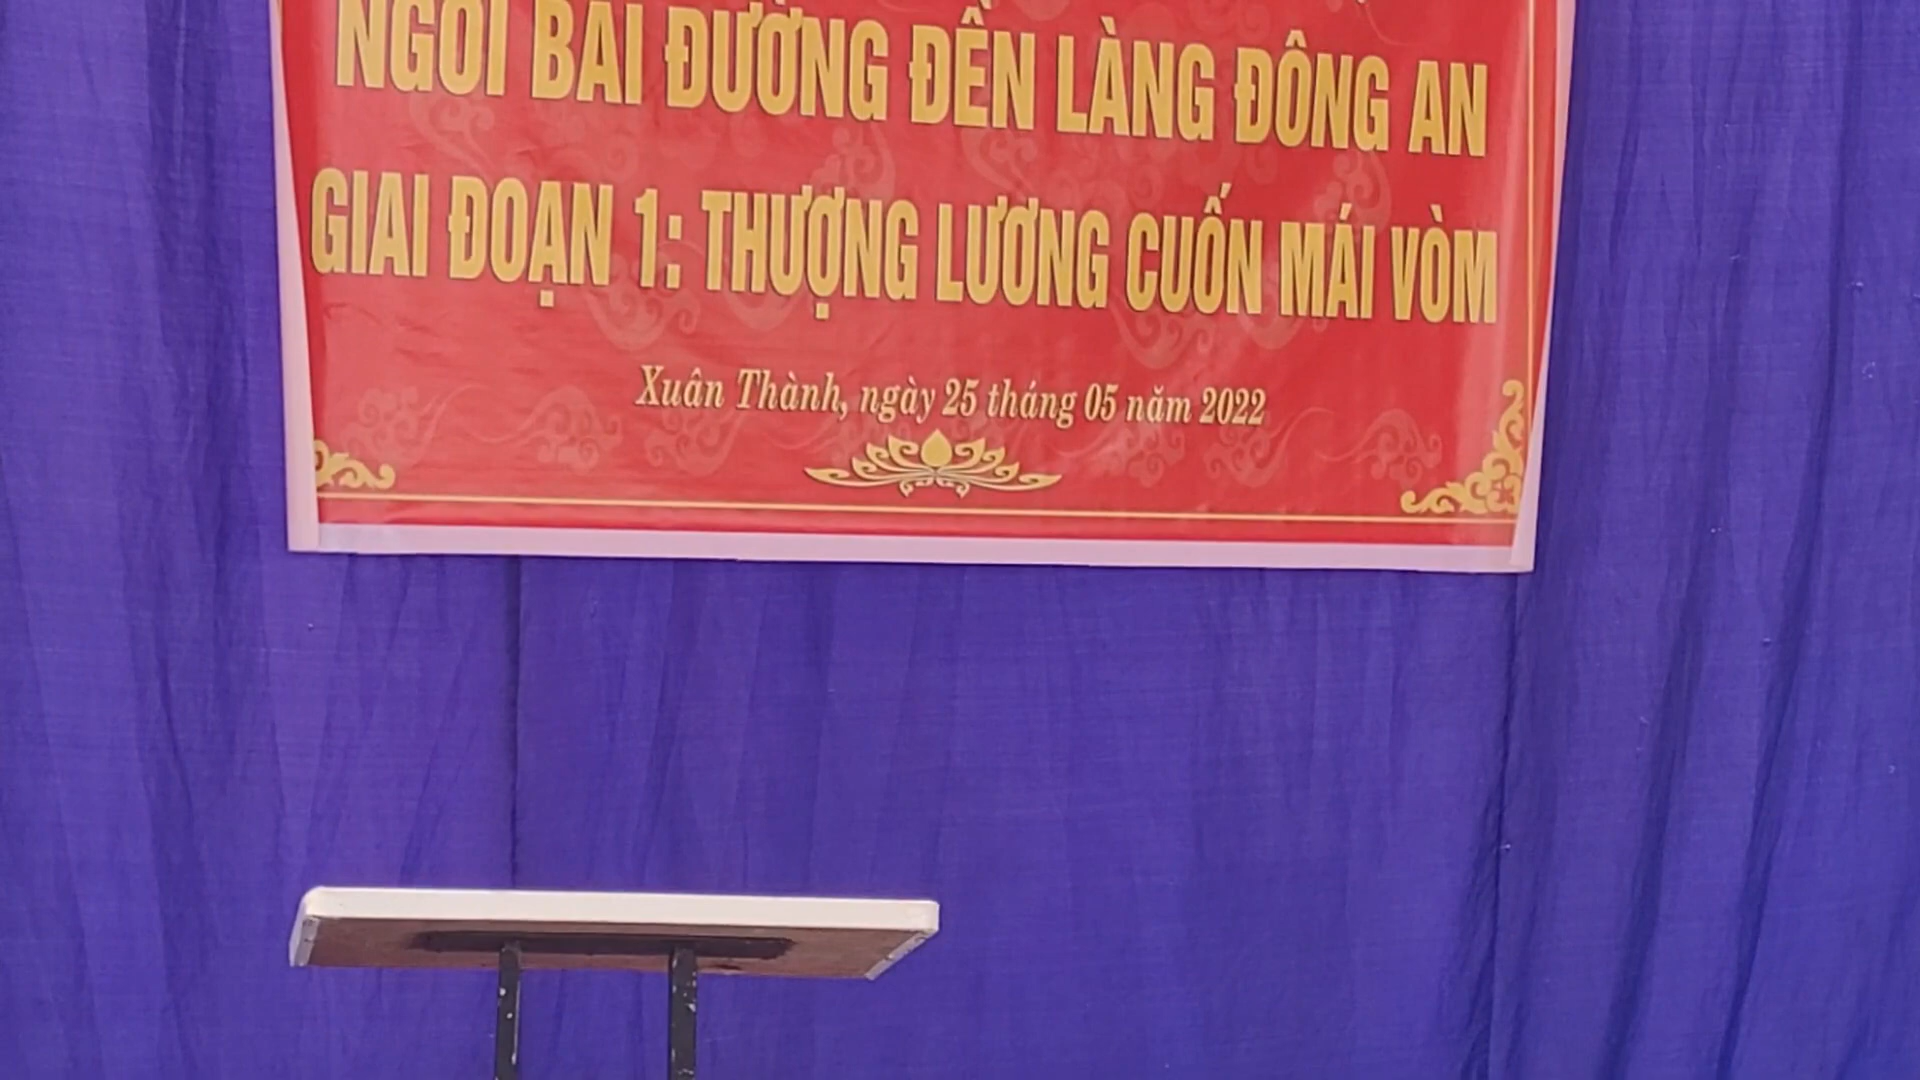 NGÔI BÁI ĐƯỜNG ĐỀN LÀNG ĐÔNG AN
GIAI ĐOẠN 1: THƯỢNG LƯƠNG CUỐN MÁI VÒM
Xuân Thành, ngày 25 tháng 05 năm 2022